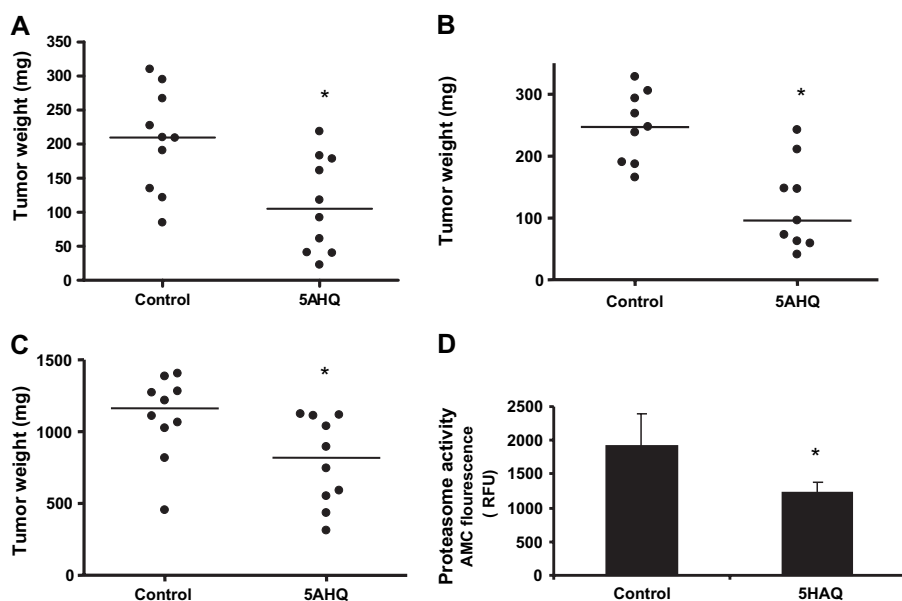 A
Tumor weight (mg)
350
300
250
200
150
100
50
0
*
Control
5AHQ
B
Tumor weight (mg)
300
200
100
0
*
Control
5AHQ
C
Tumor weight (mg)
1500
1000
500
0
*
Control
5AHQ
D
Proteasome activity
AMC flourescence
( RFU)
2500
2000
1500
1000
500
0
*
Control
5HAQ